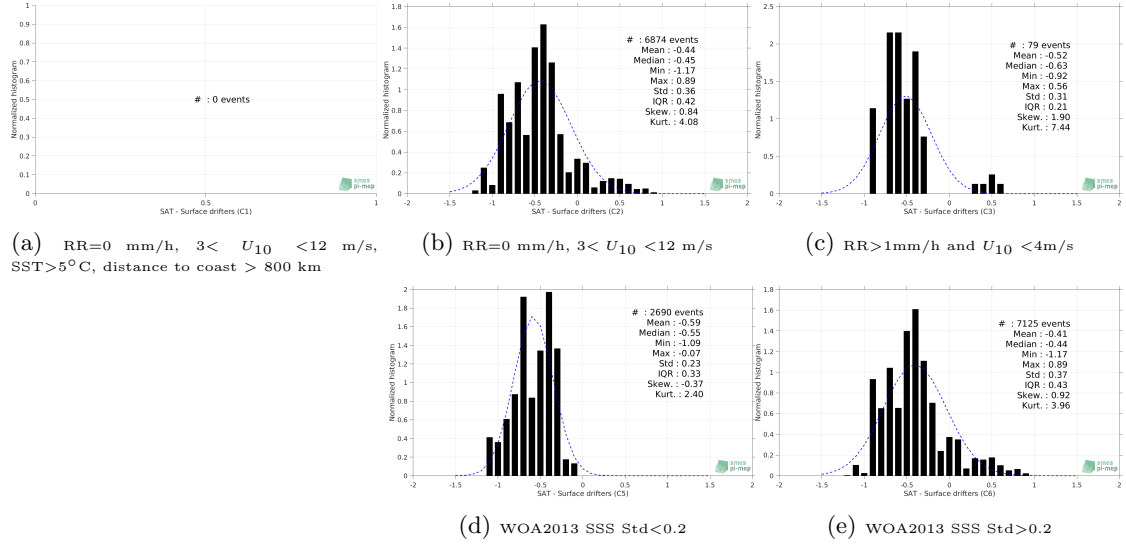 1
0.9
0.8
0.7
0.6
0.5
0.4
0.3
0.2
0.1
0
Normalized histogram
# : 0 events
smos
pi-mep
0 0.5 1
SAT - Surface drifters (C1)
(a) RR=0 mm/h, 3< U10 <12 m/s,
SST>5°C, distance to coast > 800 km
1.8
1.6
1.4
1.2
1
0.8
0.6
0.4
0.2
0
Normalized histogram
# : 6874 events
Mean : -0.44
Median : -0.45
Min : -1.17
Max : 0.89
Std : 0.36
IQR : 0.42
Skew. : 0.84
Kurt. : 4.08
smos
pi-mep
-2 -1.5 -1 -0.5 0 0.5 1 1.5 2
SAT - Surface drifters (C2)
(b) RR=0 mm/h, 3< U10 <12 m/s
2.5
2
1.5
1
0.5
0
Normalized histogram
# : 79 events
Mean : -0.52
Median : -0.63
Min : -0.92
Max : 0.56
Std : 0.31
IQR : 0.21
Skew. : 1.90
Kurt. : 7.44
smos
pi-mep
-2 -1.5 -1 -0.5 0 0.5 1 1.5 2
SAT - Surface drifters (C3)
(c) RR>1mm/h and U10 <4m/s
2
1.8
1.6
1.4
1.2
1
0.8
0.6
0.4
0.2
0
Normalized histogram
# : 2690 events
Mean : -0.59
Median : -0.55
Min : -1.09
Max : -0.07
Std : 0.23
IQR : 0.33
Skew. : -0.37
Kurt. : 2.40
smos
pi-mep
-2 -1.5 -1 -0.5 0 0.5 1 1.5 2
SAT - Surface drifters (C5)
(d) WOA2013 SSS Std<0.2
1.8
1.6
1.4
1.2
1
0.8
0.6
0.4
0.2
0
Normalized histogram
# : 7125 events
Mean : -0.41
Median : -0.44
Min : -1.17
Max : 0.89
Std : 0.37
IQR : 0.43
Skew. : 0.92
Kurt. : 3.96
smos
pi-mep
-2 -1.5 -1 -0.5 0 0.5 1 1.5 2
SAT - Surface drifters (C6)
(e) WOA2013 SSS Std>0.2